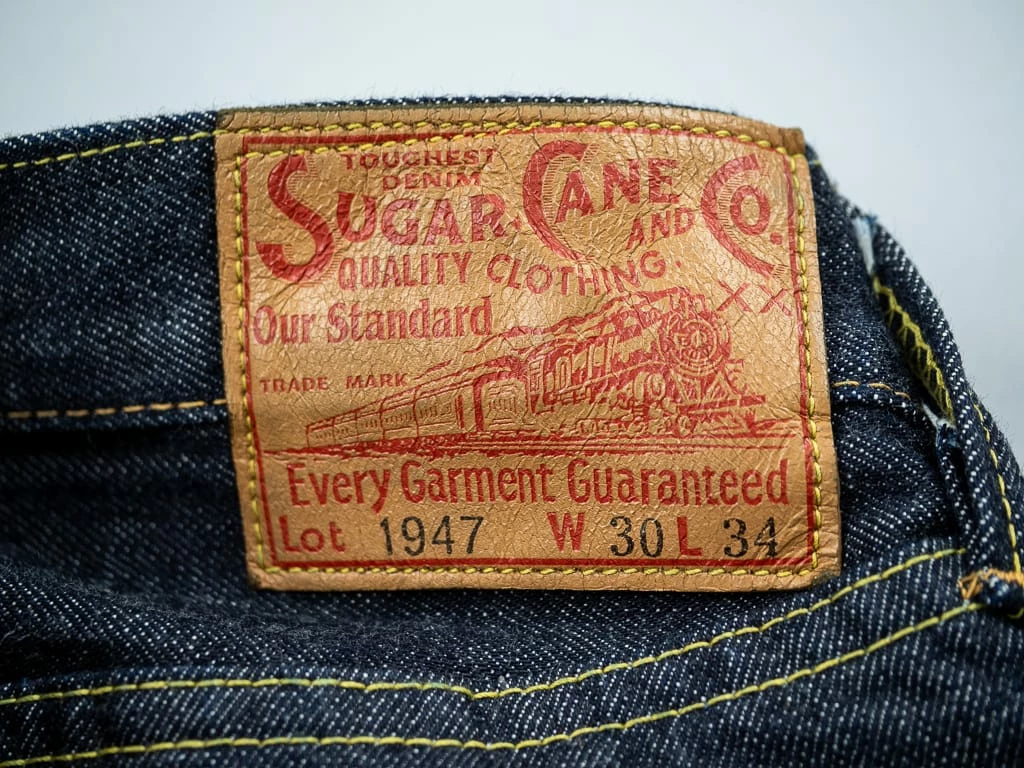 TOUGHEST
DENIM
SUGAR CANE CO.
AND
QUALITY CLOTHING.
Our Standard
TRADE MARK
Every Garment Guaranteed
Lot 1947 W 30 L 34